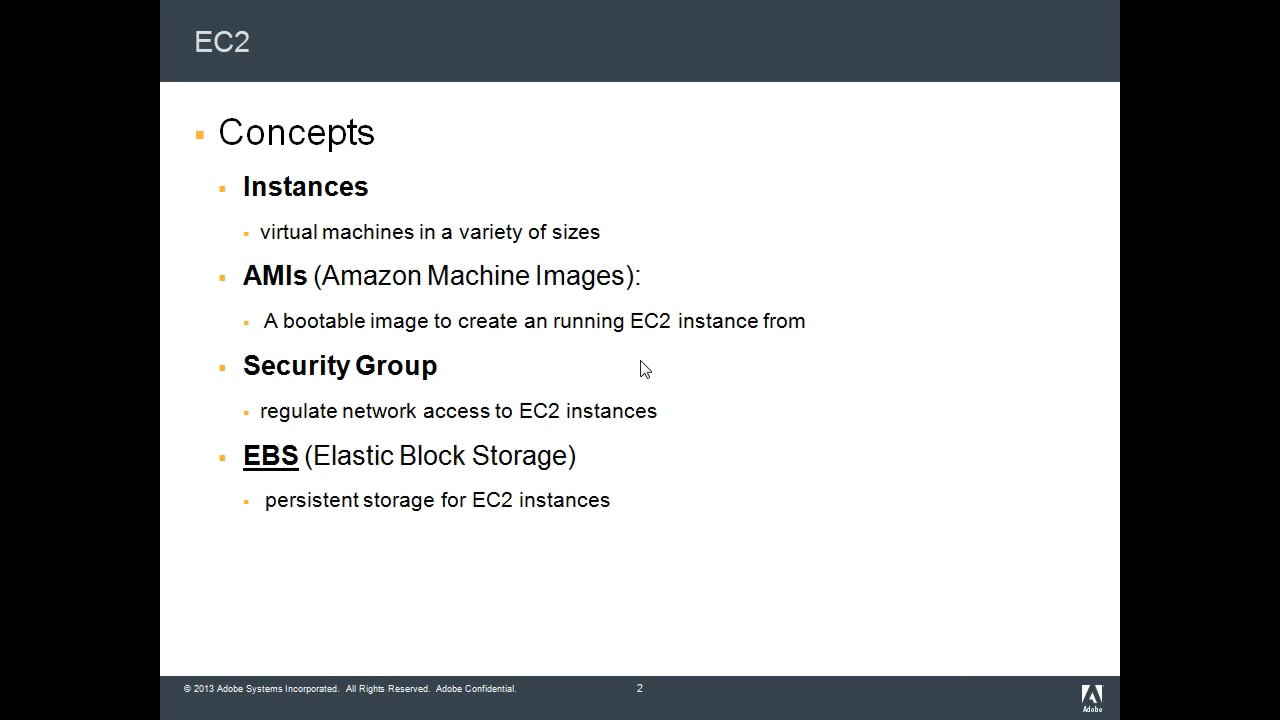 EC2
Concepts
Instances
virtual machines in a variety of sizes
AMIs (Amazon Machine Images):
A bootable image to create an running EC2 instance from
Security Group
regulate network access to EC2 instances
EBS (Elastic Block Storage)
persistent storage for EC2 instances
© 2013 Adobe Systems Incorporated. All Rights Reserved. Adobe Confidential.
2
Adobe